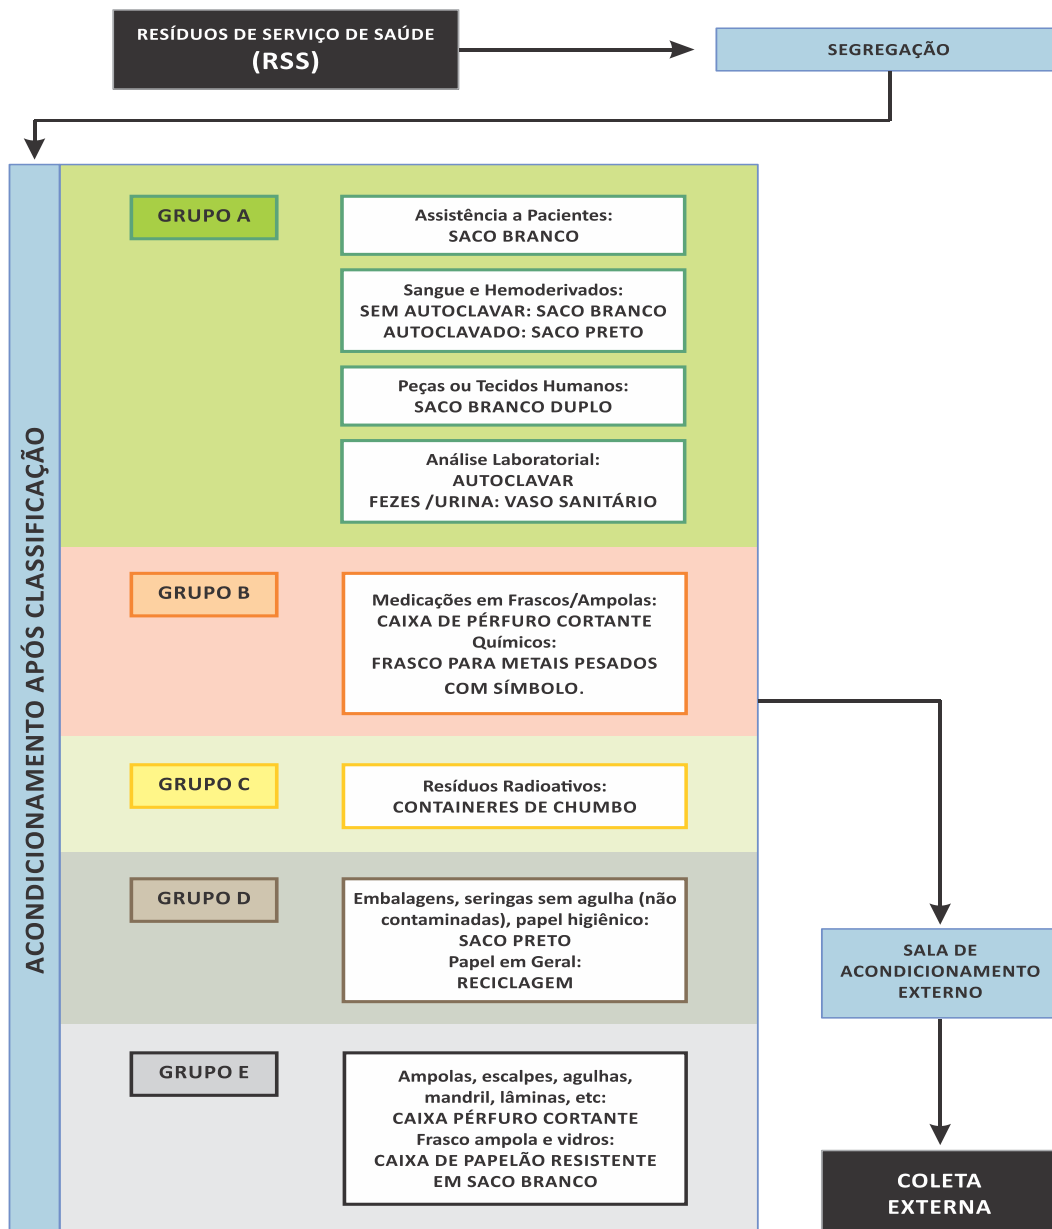 RESÍDUOS DE SERVIÇO DE SAÚDE
(RSS)
SEGREGAÇÃO
ACONDICIONAMENTO APÓS CLASSIFICAÇÃO
GRUPO A
Assistência a Pacientes:
SACO BRANCO
Sangue e Hemoderivados:
SEM AUTOCLAVAR: SACO BRANCO
AUTOCLAVADO: SACO PRETO
Peças ou Tecidos Humanos:
SACO BRANCO DUPLO
Análise Laboratorial:
AUTOCLAVAR
FEZES /URINA: VASO SANITÁRIO
GRUPO B
Medicações em Frascos/Ampolas:
CAIXA DE PÉRFURO CORTANTE
Químicos:
FRASCO PARA METAIS PESADOS
COM SÍMBOLO.
GRUPO C
Resíduos Radioativos:
CONTAINERES DE CHUMBO
GRUPO D
Embalagens, seringas sem agulha (não
contaminadas), papel higiênico:
SACO PRETO
Papel em Geral:
RECICLAGEM
GRUPO E
Ampolas, escalpes, agulhas,
mandril, lâminas, etc:
CAIXA PÉRFURO CORTANTE
Frasco ampola e vidros:
CAIXA DE PAPELÃO RESISTENTE
EM SACO BRANCO
SALA DE
ACONDICIONAMENTO
EXTERNO
COLETA
EXTERNA